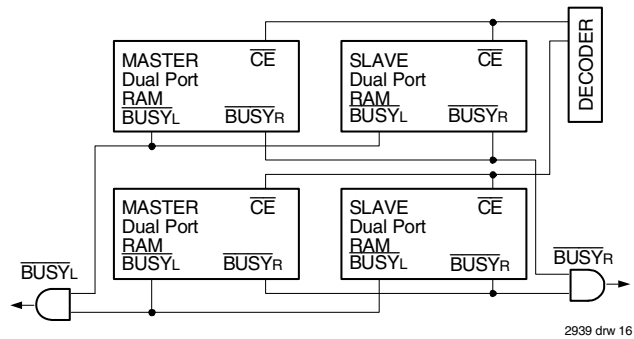 MASTER
Dual Port
RAM
BUSYL
CE
BUSYR
SLAVE
Dual Port
RAM
BUSYL
CE
BUSYR
DECODER
MASTER
Dual Port
RAM
BUSYL
CE
BUSYR
SLAVE
Dual Port
RAM
BUSYL
CE
BUSYR
BUSYL
BUSYR
2939 drw 16